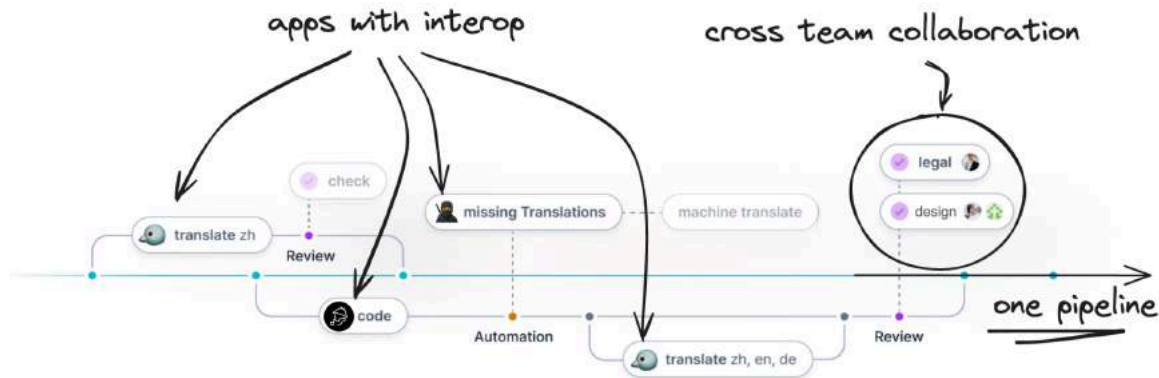 apps with interop
cross team collaboration
check
legal
missing Translations
machine translate
design
translate zh
Review
one pipeline
code
Automation
Review
translate zh, en, de